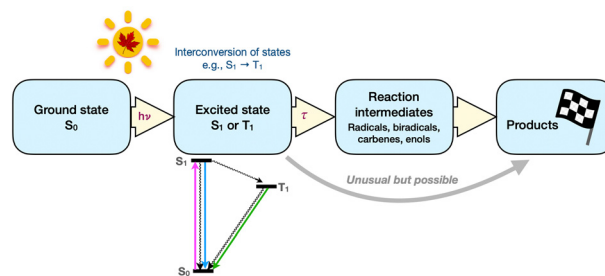 Interconversion of states
e.g., S₁ → T₁
Ground state
S₀
hν
Excited state
S₁ or T₁
τ
Reaction
intermediates
Radicals, biradicals,
carbenes, enols
Products
S₁
T₁
Unusual but possible
S₀